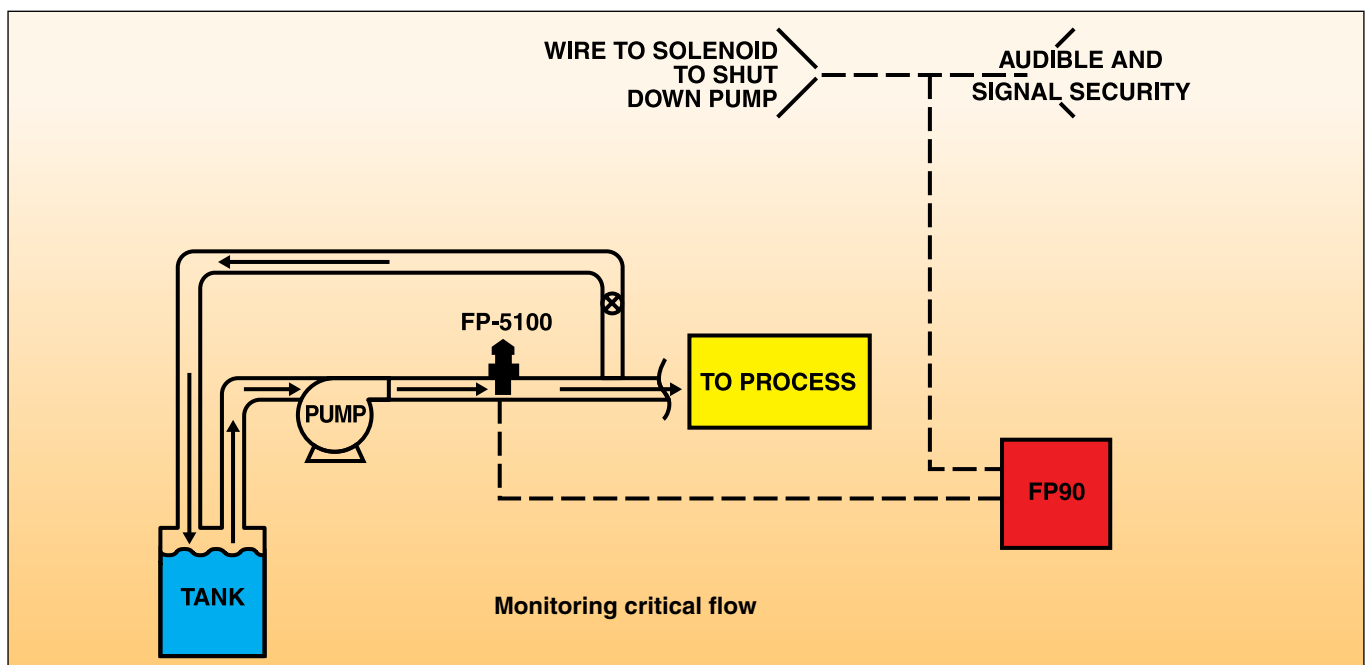 WIRE TO SOLENOID
TO SHUT
DOWN PUMP
AUDIBLE AND
SIGNAL SECURITY
FP-5100
TO PROCESS
PUMP
FP90
TANK
Monitoring critical flow